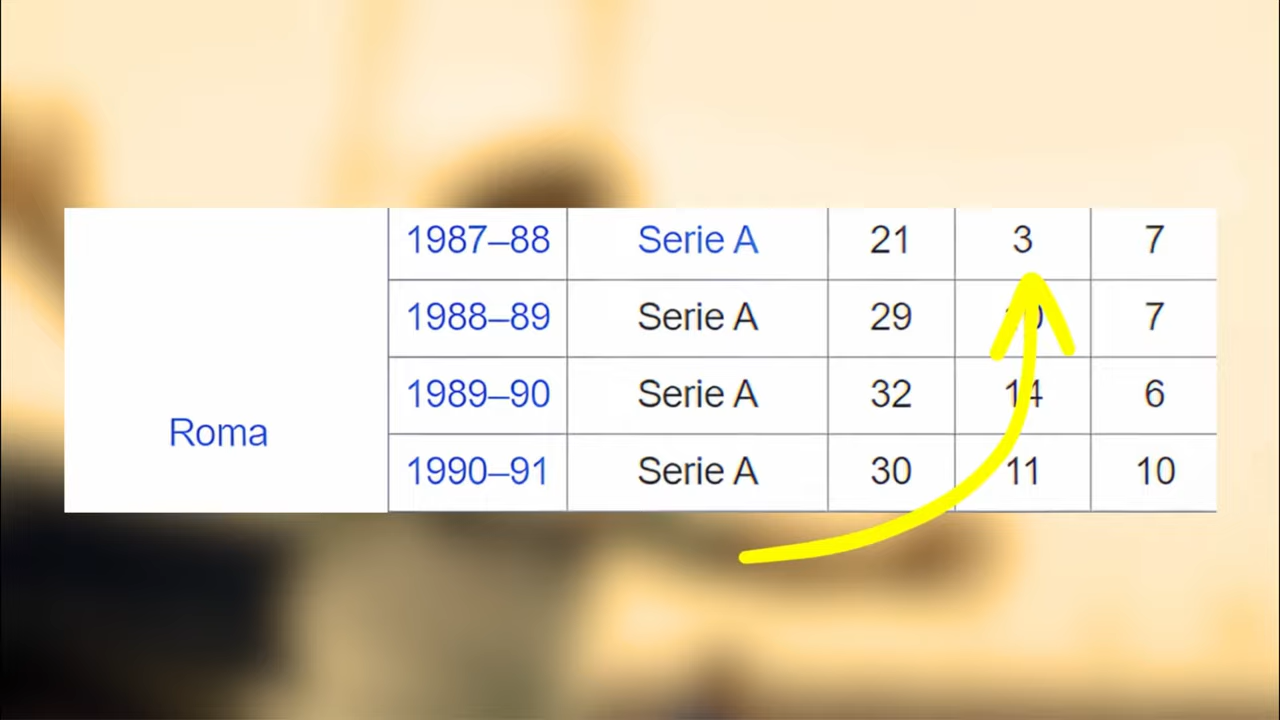 1987–88 Serie A 21 3 7
1988–89 Serie A 29 7
1989–90 Serie A 32 14 6
Roma
1990–91 Serie A 30 11 10